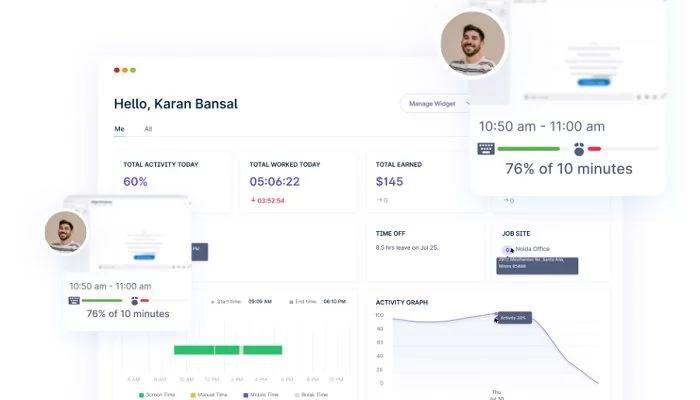 Hello, Karan Bansal
Manage Widget
Me All
TOTAL ACTIVITY TODAY
60%
TOTAL WORKED TODAY
05:06:22
03:52:54
TOTAL EARNED
$145
0
0
10:50 am - 11:00 am
76% of 10 minutes
10:50 am - 11:00 am
76% of 10 minutes
PM
TIME OFF
8.5 hrs leave on Jul 25.
JOB SITE
Noida Office
Start time: 09:09 AM End time: 06:10 PM
6 AM 8 AM 10 AM 12 PM 2 PM 4 PM 6 PM 8 PM 10 PM
Screen Time Manual Time Mobile Time Break Time
ACTIVITY GRAPH
100
80
60
40
20
0
Thu